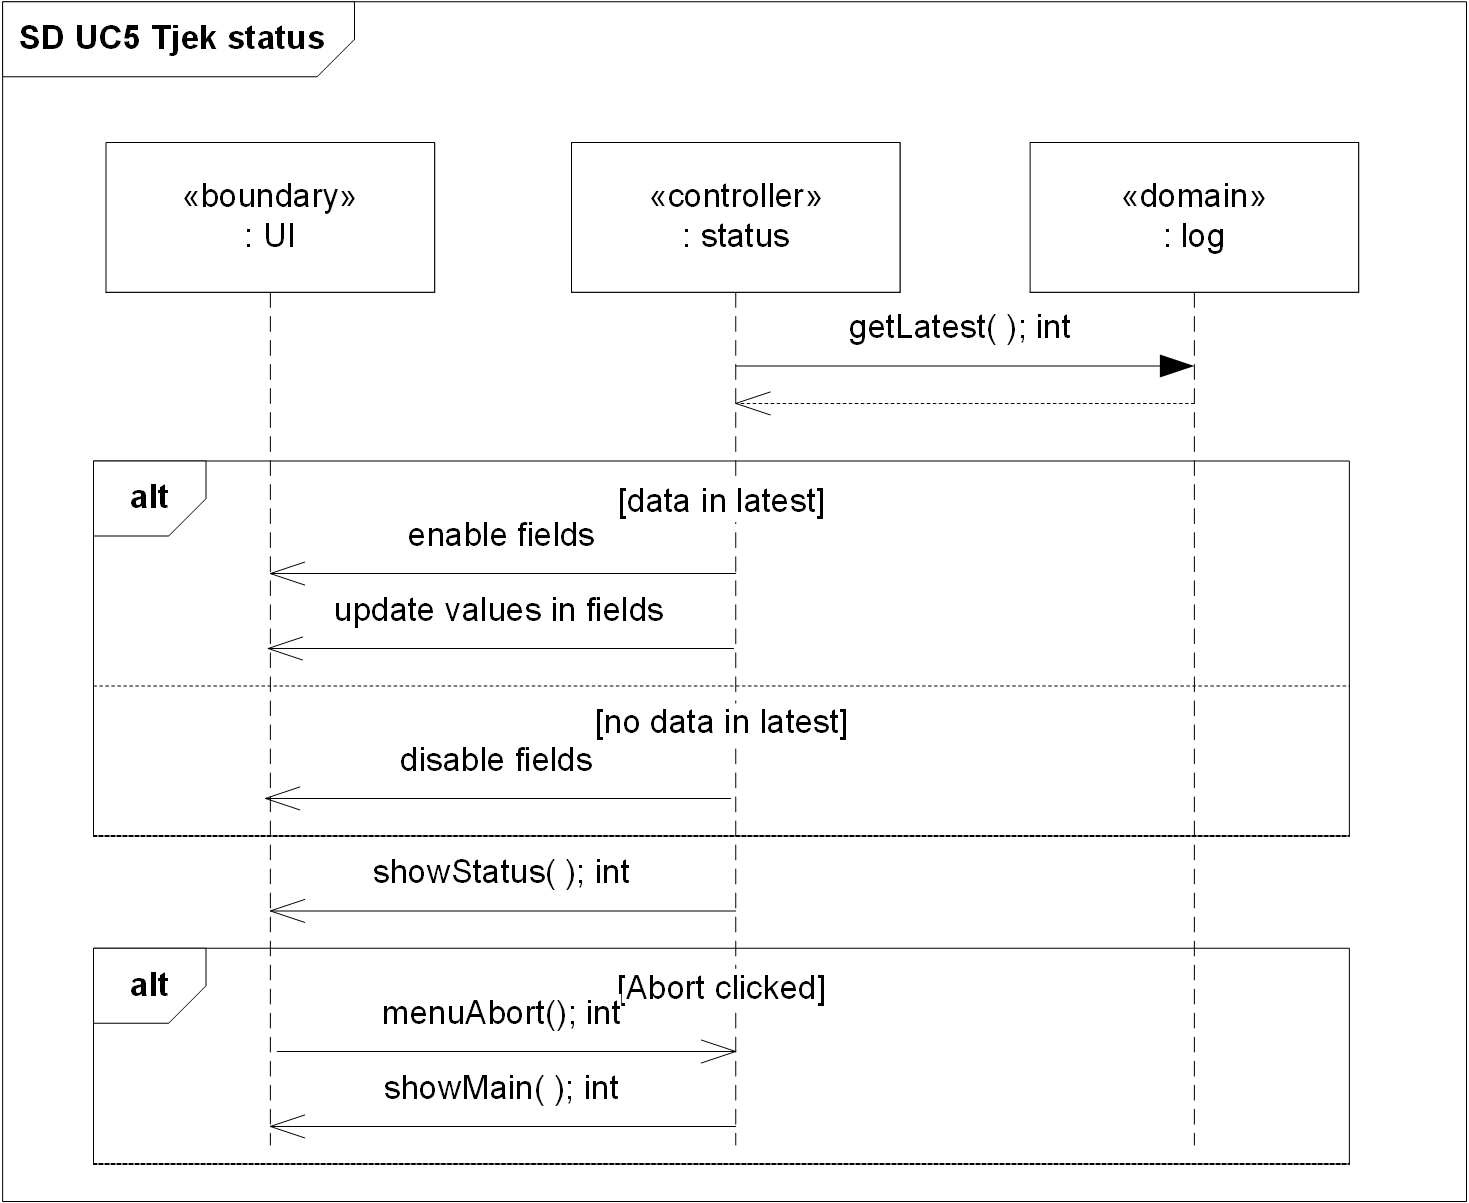 SD UC5 Tjek status
«boundary»
: UI
«controller»
: status
«domain»
: log
getLatest( ); int
alt
[data in latest]
enable fields
update values in fields
[no data in latest]
disable fields
showStatus( ); int
alt
[Abort clicked]
menuAbort(); int
showMain( ); int